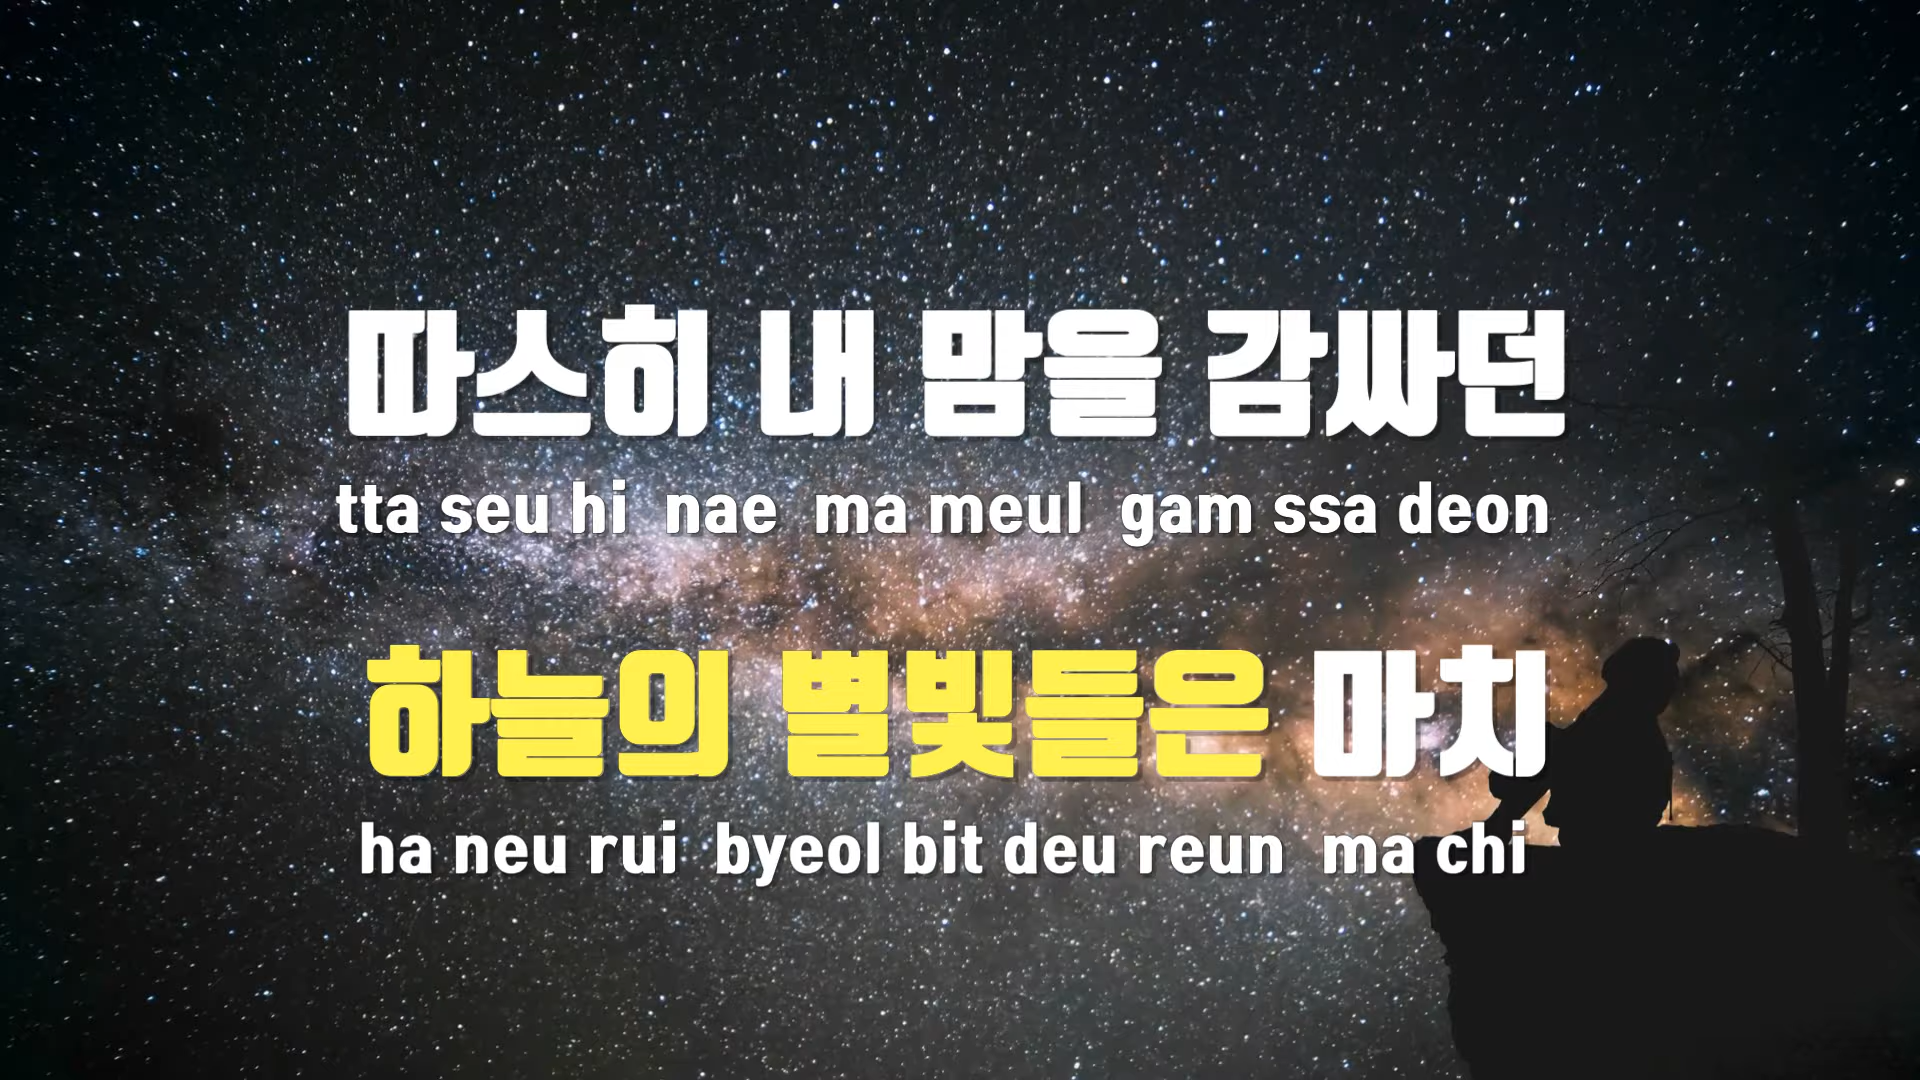 따스히 내 맘을 감싸던
tta seu hi nae ma meul gam ssa deon
하늘의 별빛들은 마치
ha neu rui byeol bit deu reun ma chi